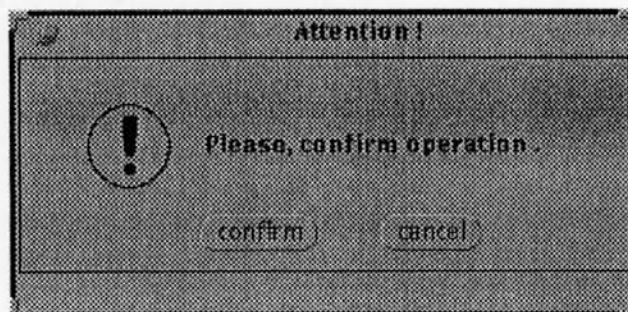 Attention !
Please, confirm operation .
confirm
cancel